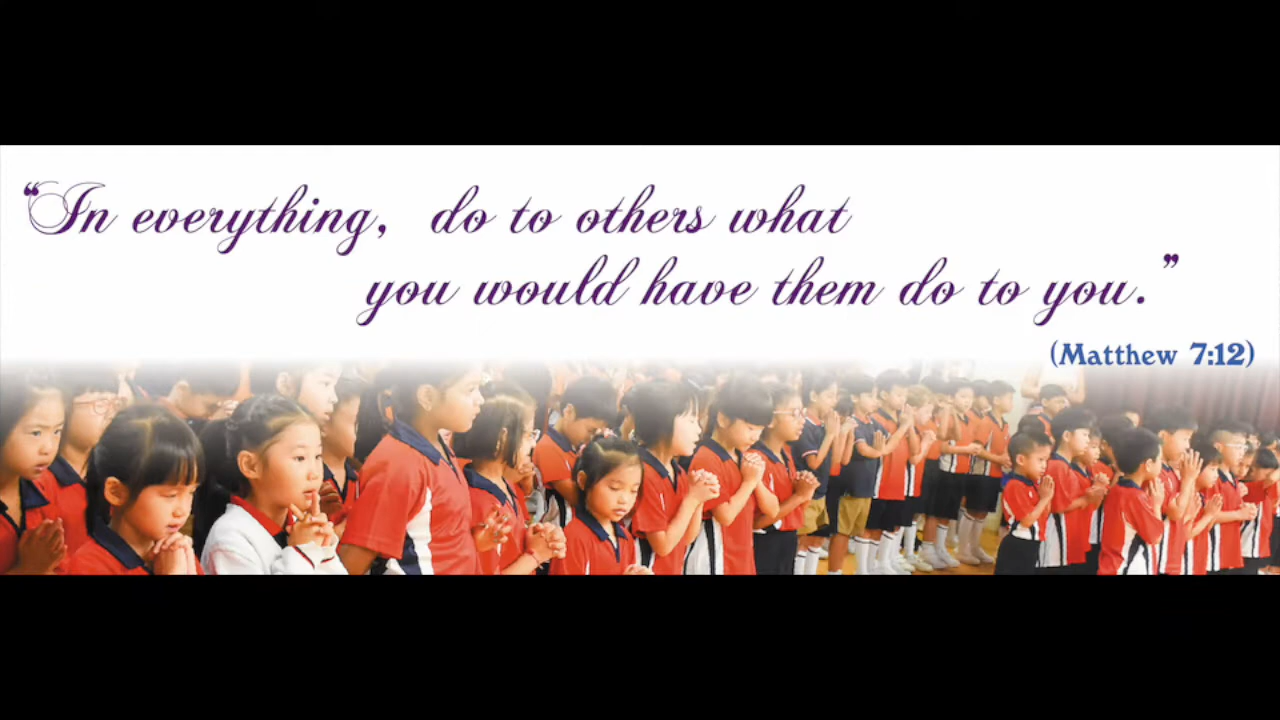 “In everything, do to others what
you would have them do to you.”
(Matthew 7:12)